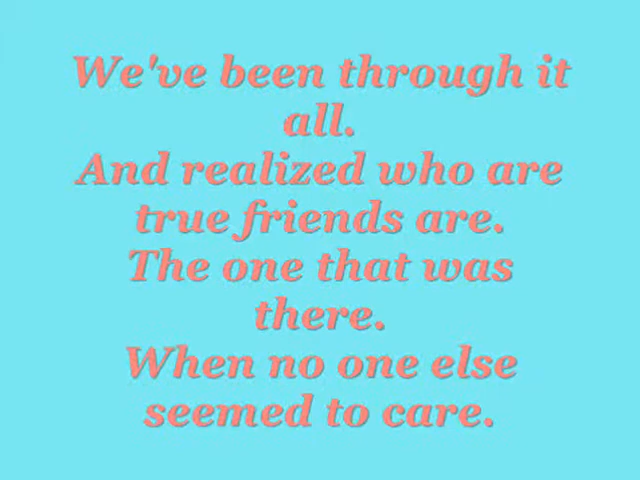 We've been through it
all.
And realized who are
true friends are.
The one that was
there.
When no one else
seemed to care.